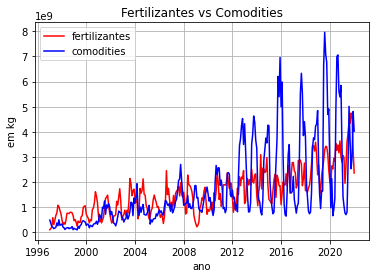 Fertilizantes vs Comodities
1e9
fertilizantes
comodities
8
7
6
5
4
3
2
1
0
em kg
1996
2000
2004
2008
2012
2016
2020
ano